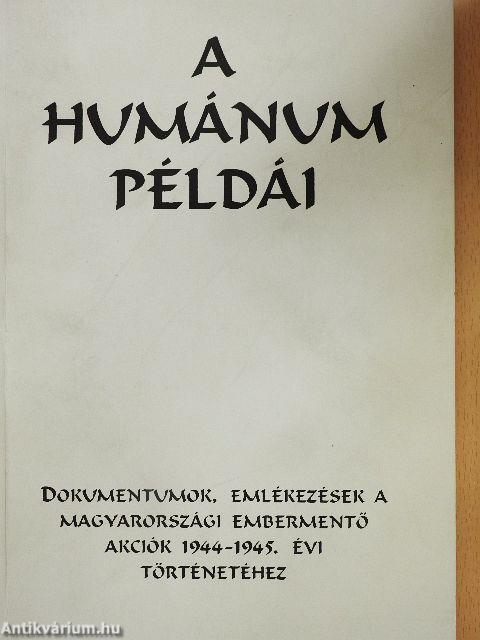 A
HUMÁNUM
PÉLDÁI
DOKUMENTUMOK, EMLÉKEZÉSEK A
MAGYARORSZÁGI EMBERMENTŐ
AKCIÓK 1944-1945. ÉVI
TÖRTÉNETÉHEZ
Antikvárium.hu